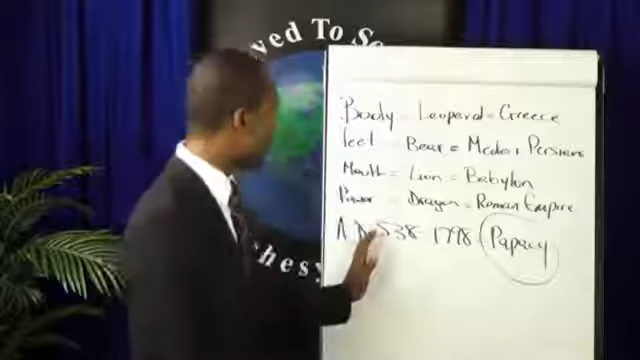 ved To Se
Body = Leopard = Greece
feet = Bear = Medes + Persians
Mouth = Lion = Babylon
Power = Dragon = Roman Empire
A.D. 538-1798 Papacy
hesy